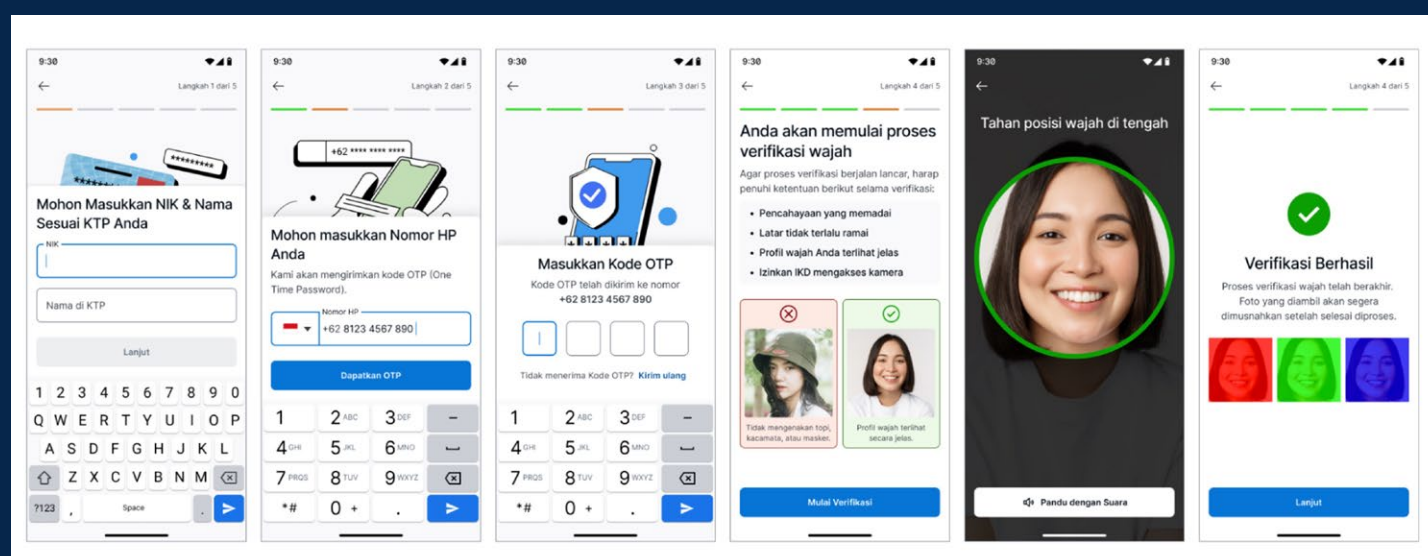 9:30
Langkah 1 dari 5
*********
*********
Mohon Masukkan NIK & Nama
Sesuai KTP Anda
NIK
Nama di KTP
Lanjut
1 2 3 4 5 6 7 8 9 0
Q W E R T Y U I O P
A S D F G H J K L
Z X C V B N M
?123 , Space .
9:30
Langkah 2 dari 5
+62 **** **** ****
Mohon masukkan Nomor HP
Anda
Kami akan mengirimkan kode OTP (One
Time Password).
Nomor HP
+62 8123 4567 890
Dapatkan OTP
1 2 ABC 3 DEF –
4 GHI 5 JKL 6 MNO
7 PRQS 8 TUV 9 WXYZ
*# 0 + .
9:30
Langkah 3 dari 5
****
Masukkan Kode OTP
Kode OTP telah dikirim ke nomor
+62 8123 4567 890
Tidak menerima Kode OTP? Kirim ulang
1 2 ABC 3 DEF –
4 GHI 5 JKL 6 MNO
7 PRQS 8 TUV 9 WXYZ
*# 0 + .
9:30
Langkah 4 dari 5
Anda akan memulai proses
verifikasi wajah
Agar proses verifikasi berjalan lancar, harap
penuhi ketentuan berikut selama verifikasi:
• Pencahayaan yang memadai
• Latar tidak terlalu ramai
• Profil wajah Anda terlihat jelas
• Izinkan IKD mengakses kamera
Tidak mengenakan topi,
kacamata, atau masker.
Profil wajah terlihat
secara jelas.
Mulai Verifikasi
9:30
Tahan posisi wajah di tengah
Pandu dengan Suara
9:30
Langkah 4 dari 5
Verifikasi Berhasil
Proses verifikasi wajah telah berakhir.
Foto yang diambil akan segera
dimusnahkan setelah selesai diproses.
Lanjut